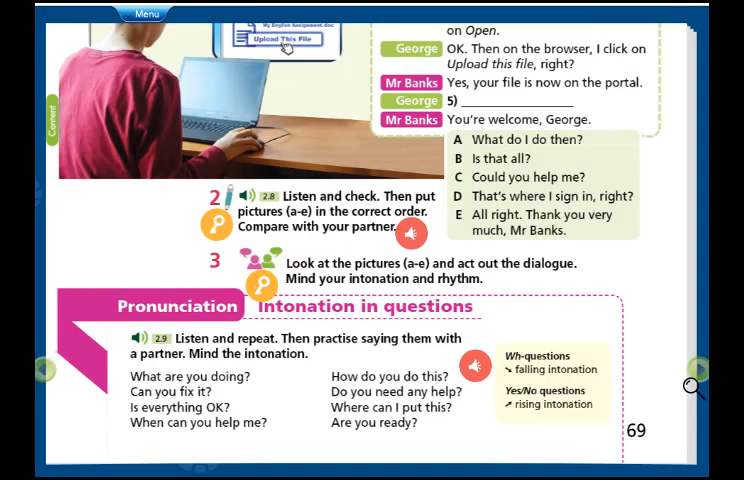 Menu
Content
My English Assignment.doc
Upload This File
on Open.
George OK. Then on the browser, I click on
Upload this file, right?
Mr Banks Yes, your file is now on the portal.
George 5) ____________________
Mr Banks You're welcome, George.
A What do I do then?
B Is that all?
C Could you help me?
D That's where I sign in, right?
E All right. Thank you very
much, Mr Banks.
2 2.8 Listen and check. Then put
pictures (a-e) in the correct order.
Compare with your partner.
3 Look at the pictures (a-e) and act out the dialogue.
Mind your intonation and rhythm.
Pronunciation Intonation in questions
2.9 Listen and repeat. Then practise saying them with
a partner. Mind the intonation.
What are you doing?
Can you fix it?
Is everything OK?
When can you help me?
How do you do this?
Do you need any help?
Where can I put this?
Are you ready?
Wh-questions
↘ falling intonation
Yes/No questions
↗ rising intonation
69